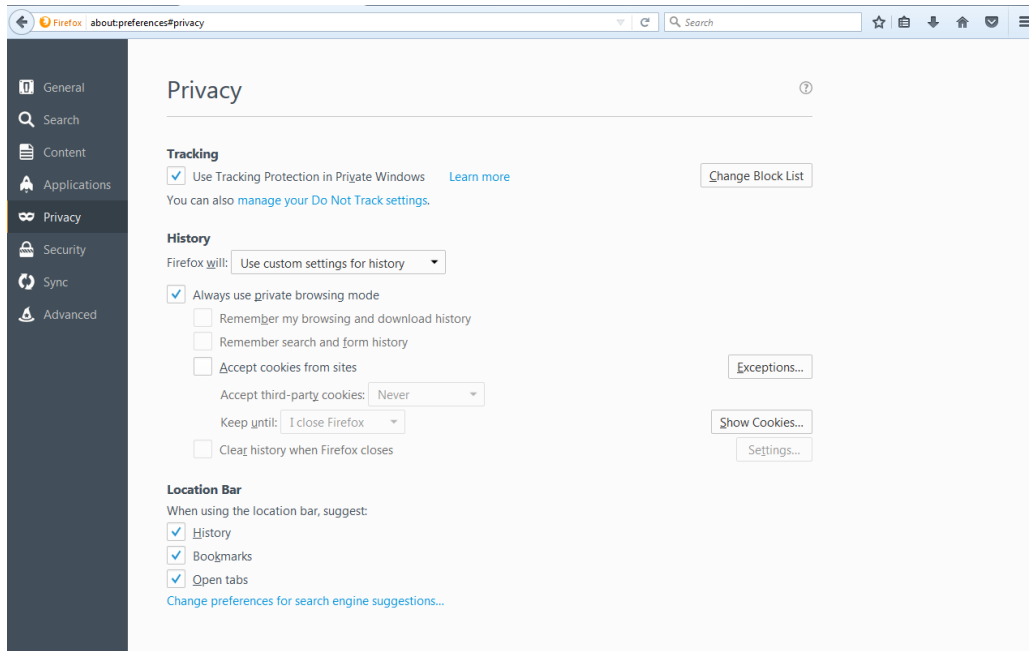 Firefox about:preferences#privacy Search
General
Search
Content
Applications
Privacy
Security
Sync
Advanced
Privacy
Tracking
Use Tracking Protection in Private Windows Learn more Change Block List
You can also manage your Do Not Track settings.
History
Firefox will: Use custom settings for history
Always use private browsing mode
Remember my browsing and download history
Remember search and form history
Accept cookies from sites Exceptions...
Accept third-party cookies: Never
Keep until: I close Firefox Show Cookies...
Clear history when Firefox closes Settings...
Location Bar
When using the location bar, suggest:
History
Bookmarks
Open tabs
Change preferences for search engine suggestions...